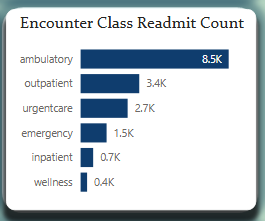 Encounter Class Readmit Count
ambulatory 8.5K
outpatient 3.4K
urgentcare 2.7K
emergency 1.5K
inpatient 0.7K
wellness 0.4K